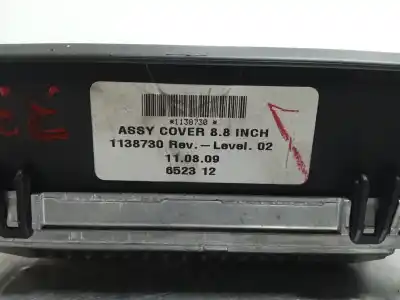 *1138730 *
ASSY COVER 8.8 INCH
1138730 Rev.-Level. 02
11.08.09
6523 12